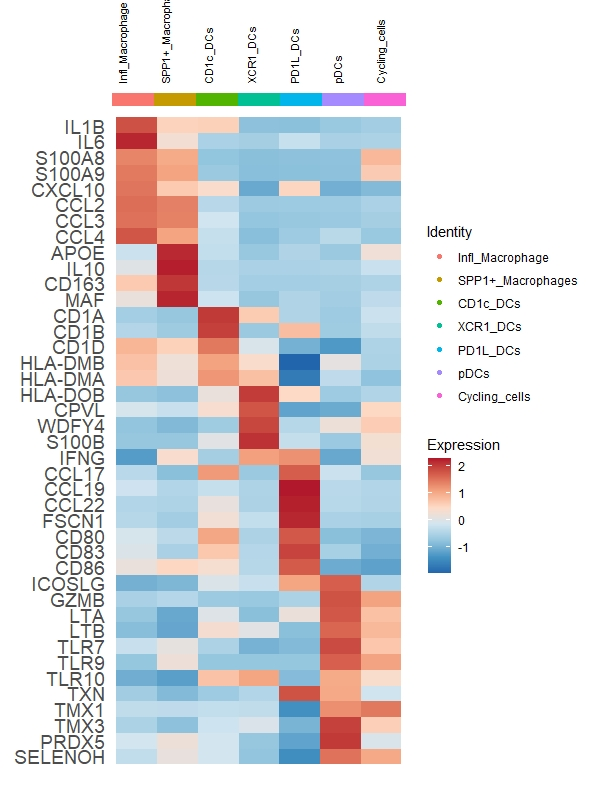 Infl_Macrophage
SPP1+_Macropha
CD1c_DCs
XCR1_DCs
PD1L_DCs
pDCs
Cycling_cells
IL1B
IL6
S100A8
S100A9
CXCL10
CCL2
CCL3
CCL4
APOE
IL10
CD163
MAF
CD1A
CD1B
CD1D
HLA-DMB
HLA-DMA
HLA-DOB
CPVL
WDFY4
S100B
IFNG
CCL17
CCL19
CCL22
FSCN1
CD80
CD83
CD86
ICOSLG
GZMB
LTA
LTB
TLR7
TLR9
TLR10
TXN
TMX1
TMX3
PRDX5
SELENOH
Identity
Infl_Macrophage
SPP1+_Macrophages
CD1c_DCs
XCR1_DCs
PD1L_DCs
pDCs
Cycling_cells
Expression
2
1
0
-1